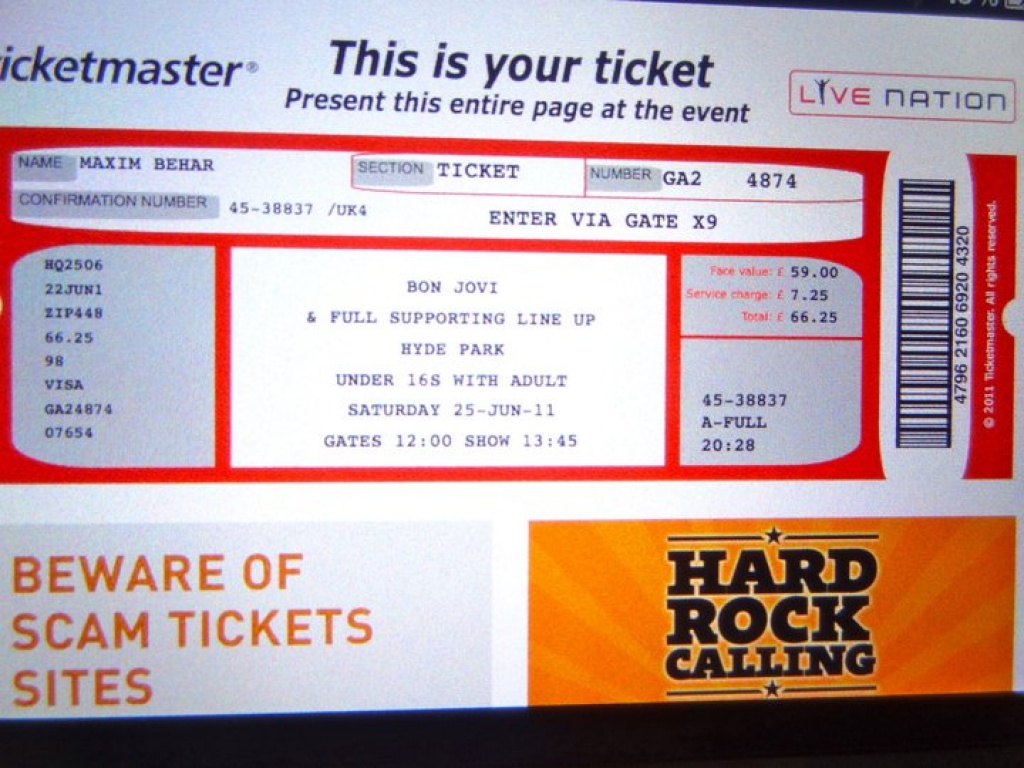 icketmaster®
This is your ticket
Present this entire page at the event
LIVE NATION
NAME MAXIM BEHAR
SECTION TICKET
NUMBER GA2 4874
CONFIRMATION NUMBER 45-38837 /UK4
ENTER VIA GATE X9
HQ2506
22JUN1
ZIP448
66.25
98
VISA
GA24874
07654
BON JOVI
& FULL SUPPORTING LINE UP
HYDE PARK
UNDER 16S WITH ADULT
SATURDAY 25-JUN-11
GATES 12:00 SHOW 13:45
Face value: £ 59.00
Service charge: £ 7.25
Total: £ 66.25
45-38837
A-FULL
20:28
4796 2160 6920 4320
© 2011 Ticketmaster. All rights reserved.
BEWARE OF
SCAM TICKETS
SITES
HARD
ROCK
CALLING